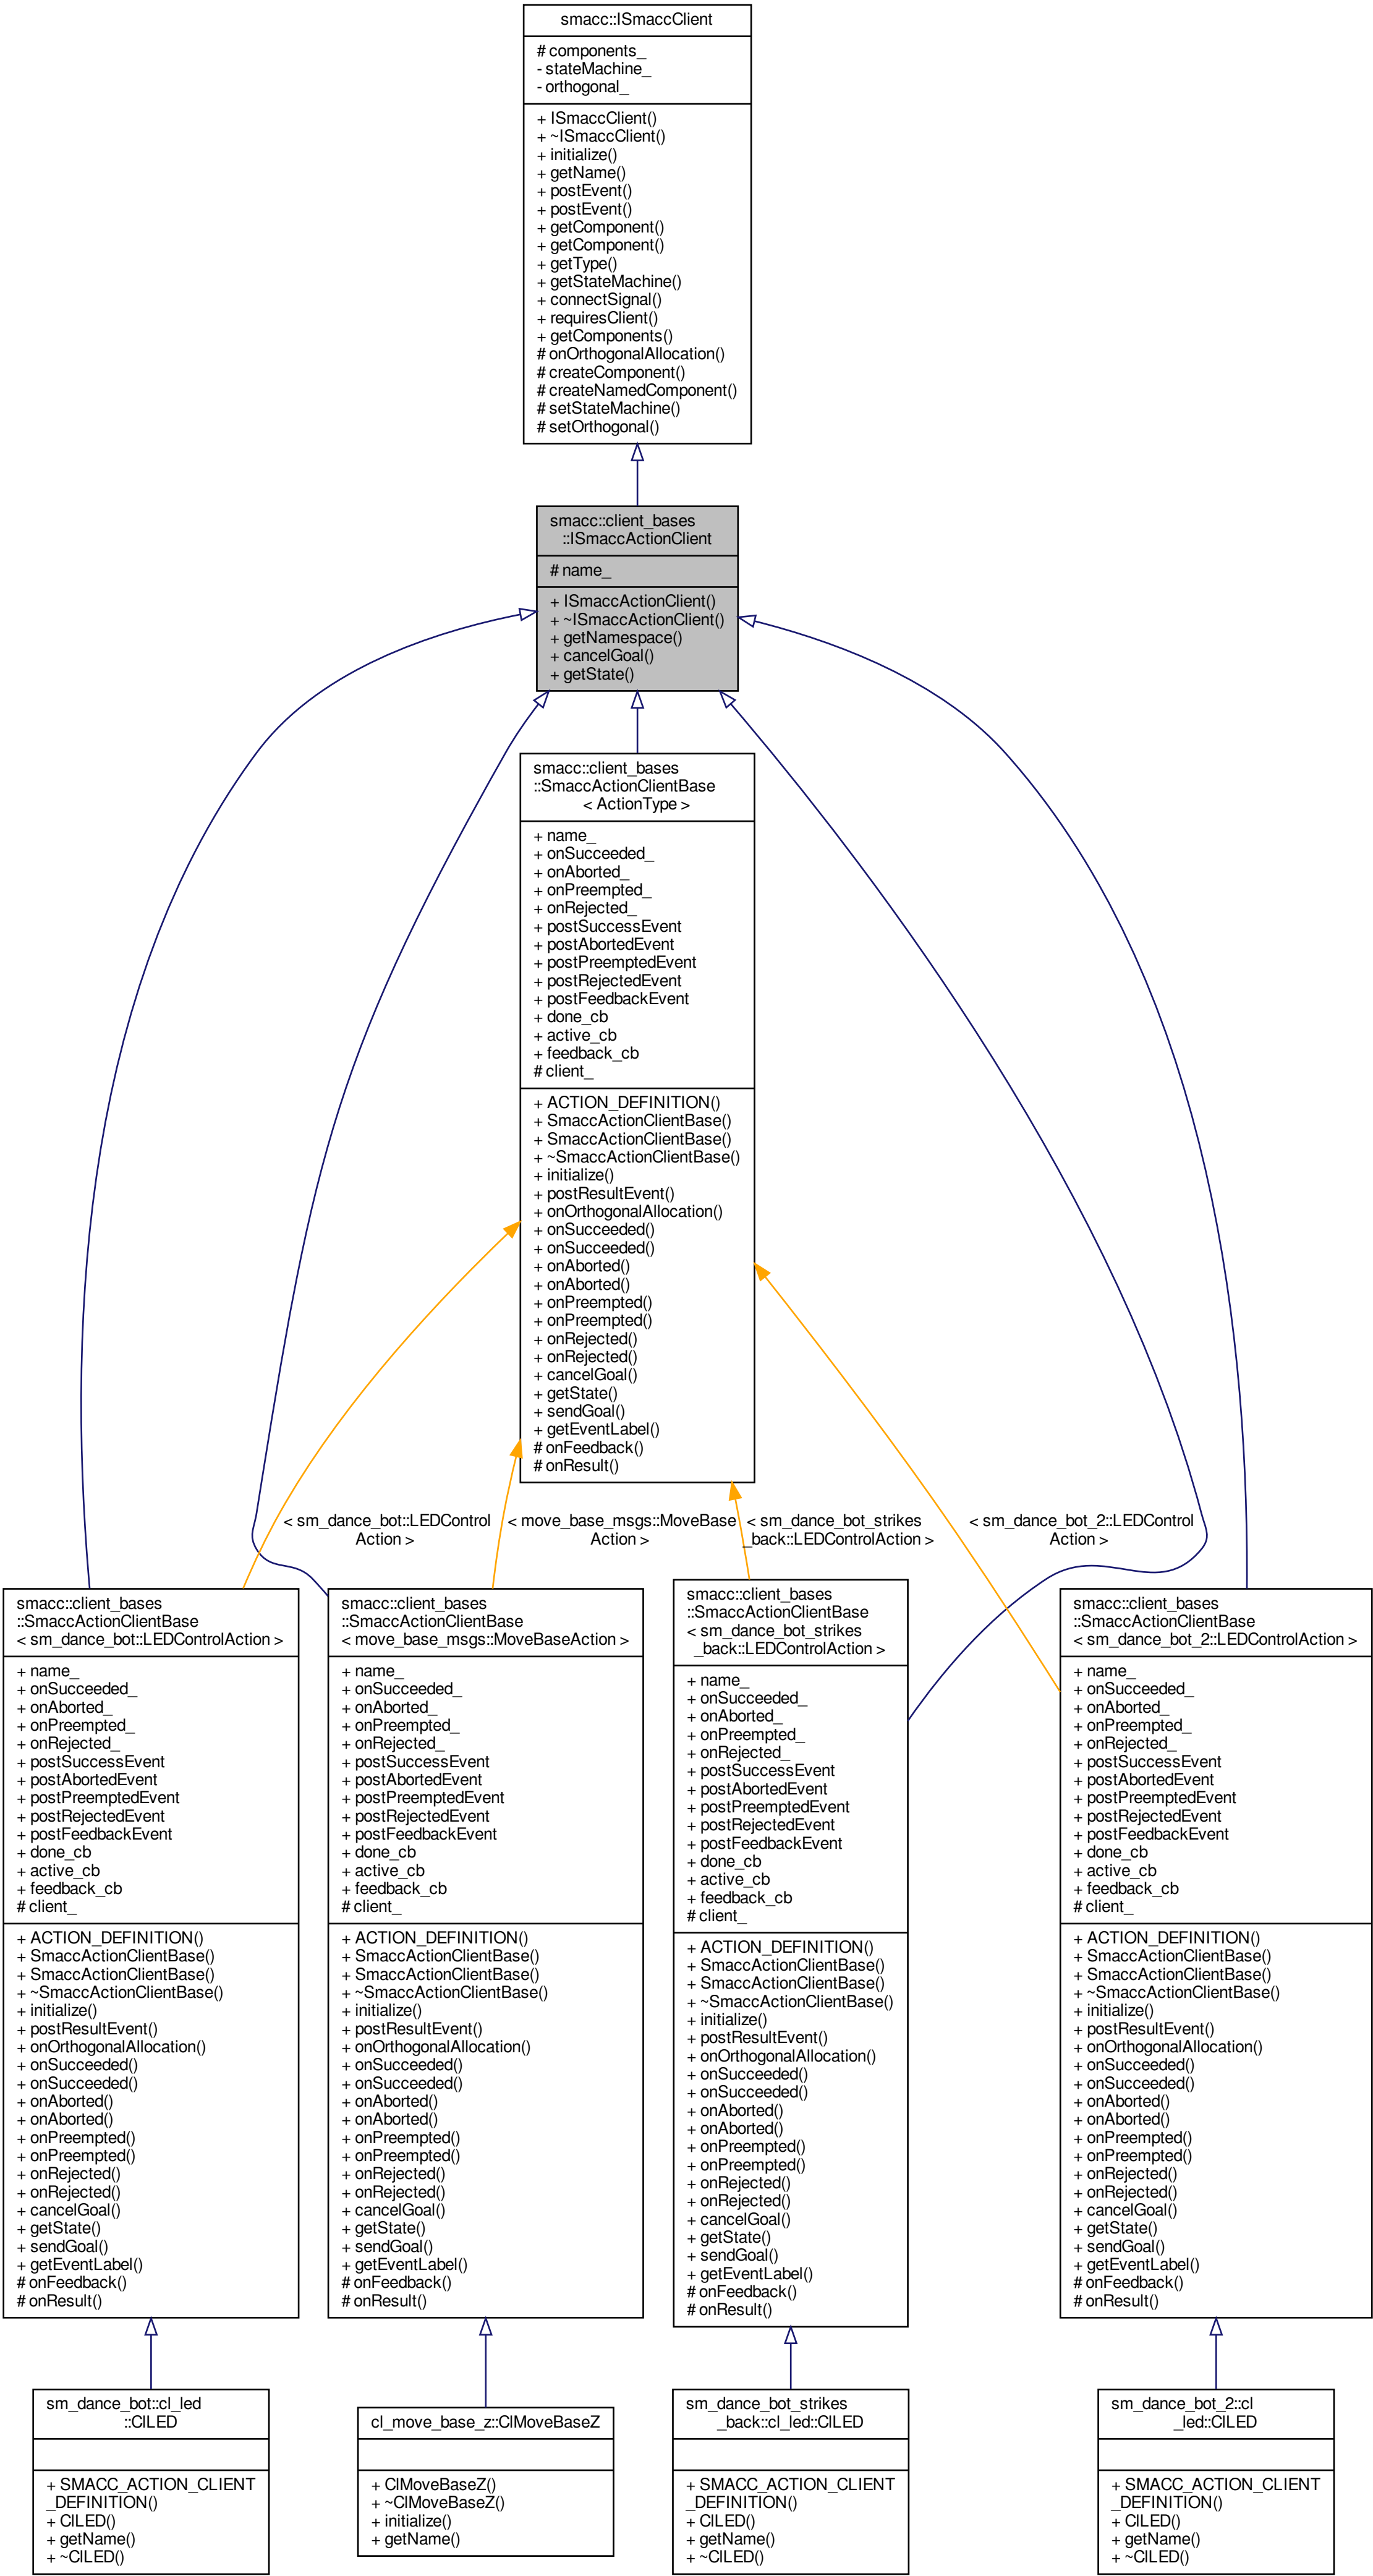 smacc::ISmaccClient
# components_
- stateMachine_
- orthogonal_
+ ISmaccClient()
+ ~ISmaccClient()
+ initialize()
+ getName()
+ postEvent()
+ postEvent()
+ getComponent()
+ getComponent()
+ getType()
+ getStateMachine()
+ connectSignal()
+ requiresClient()
+ getComponents()
# onOrthogonalAllocation()
# createComponent()
# createNamedComponent()
# setStateMachine()
# setOrthogonal()
smacc::client_bases
::ISmaccActionClient
# name_
+ ISmaccActionClient()
+ ~ISmaccActionClient()
+ getNamespace()
+ cancelGoal()
+ getState()
smacc::client_bases
::SmaccActionClientBase
< ActionType >
+ name_
+ onSucceeded_
+ onAborted_
+ onPreempted_
+ onRejected_
+ postSuccessEvent
+ postAbortedEvent
+ postPreemptedEvent
+ postRejectedEvent
+ postFeedbackEvent
+ done_cb
+ active_cb
+ feedback_cb
# client_
+ ACTION_DEFINITION()
+ SmaccActionClientBase()
+ SmaccActionClientBase()
+ ~SmaccActionClientBase()
+ initialize()
+ postResultEvent()
+ onOrthogonalAllocation()
+ onSucceeded()
+ onSucceeded()
+ onAborted()
+ onAborted()
+ onPreempted()
+ onPreempted()
+ onRejected()
+ onRejected()
+ cancelGoal()
+ getState()
+ sendGoal()
+ getEventLabel()
# onFeedback()
# onResult()
< sm_dance_bot::LEDControl
Action >
< move_base_msgs::MoveBase
Action >
< sm_dance_bot_strikes
_back::LEDControlAction >
< sm_dance_bot_2::LEDControl
Action >
smacc::client_bases
::SmaccActionClientBase
< sm_dance_bot::LEDControlAction >
+ name_
+ onSucceeded_
+ onAborted_
+ onPreempted_
+ onRejected_
+ postSuccessEvent
+ postAbortedEvent
+ postPreemptedEvent
+ postRejectedEvent
+ postFeedbackEvent
+ done_cb
+ active_cb
+ feedback_cb
# client_
+ ACTION_DEFINITION()
+ SmaccActionClientBase()
+ SmaccActionClientBase()
+ ~SmaccActionClientBase()
+ initialize()
+ postResultEvent()
+ onOrthogonalAllocation()
+ onSucceeded()
+ onSucceeded()
+ onAborted()
+ onAborted()
+ onPreempted()
+ onPreempted()
+ onRejected()
+ onRejected()
+ cancelGoal()
+ getState()
+ sendGoal()
+ getEventLabel()
# onFeedback()
# onResult()
smacc::client_bases
::SmaccActionClientBase
< move_base_msgs::MoveBaseAction >
+ name_
+ onSucceeded_
+ onAborted_
+ onPreempted_
+ onRejected_
+ postSuccessEvent
+ postAbortedEvent
+ postPreemptedEvent
+ postRejectedEvent
+ postFeedbackEvent
+ done_cb
+ active_cb
+ feedback_cb
# client_
+ ACTION_DEFINITION()
+ SmaccActionClientBase()
+ SmaccActionClientBase()
+ ~SmaccActionClientBase()
+ initialize()
+ postResultEvent()
+ onOrthogonalAllocation()
+ onSucceeded()
+ onSucceeded()
+ onAborted()
+ onAborted()
+ onPreempted()
+ onPreempted()
+ onRejected()
+ onRejected()
+ cancelGoal()
+ getState()
+ sendGoal()
+ getEventLabel()
# onFeedback()
# onResult()
smacc::client_bases
::SmaccActionClientBase
< sm_dance_bot_strikes
_back::LEDControlAction >
+ name_
+ onSucceeded_
+ onAborted_
+ onPreempted_
+ onRejected_
+ postSuccessEvent
+ postAbortedEvent
+ postPreemptedEvent
+ postRejectedEvent
+ postFeedbackEvent
+ done_cb
+ active_cb
+ feedback_cb
# client_
+ ACTION_DEFINITION()
+ SmaccActionClientBase()
+ SmaccActionClientBase()
+ ~SmaccActionClientBase()
+ initialize()
+ postResultEvent()
+ onOrthogonalAllocation()
+ onSucceeded()
+ onSucceeded()
+ onAborted()
+ onAborted()
+ onPreempted()
+ onPreempted()
+ onRejected()
+ onRejected()
+ cancelGoal()
+ getState()
+ sendGoal()
+ getEventLabel()
# onFeedback()
# onResult()
smacc::client_bases
::SmaccActionClientBase
< sm_dance_bot_2::LEDControlAction >
+ name_
+ onSucceeded_
+ onAborted_
+ onPreempted_
+ onRejected_
+ postSuccessEvent
+ postAbortedEvent
+ postPreemptedEvent
+ postRejectedEvent
+ postFeedbackEvent
+ done_cb
+ active_cb
+ feedback_cb
# client_
+ ACTION_DEFINITION()
+ SmaccActionClientBase()
+ SmaccActionClientBase()
+ ~SmaccActionClientBase()
+ initialize()
+ postResultEvent()
+ onOrthogonalAllocation()
+ onSucceeded()
+ onSucceeded()
+ onAborted()
+ onAborted()
+ onPreempted()
+ onPreempted()
+ onRejected()
+ onRejected()
+ cancelGoal()
+ getState()
+ sendGoal()
+ getEventLabel()
# onFeedback()
# onResult()
sm_dance_bot::cl_led
::ClLED
+ SMACC_ACTION_CLIENT
_DEFINITION()
+ ClLED()
+ getName()
+ ~ClLED()
cl_move_base_z::ClMoveBaseZ
+ ClMoveBaseZ()
+ ~ClMoveBaseZ()
+ initialize()
+ getName()
sm_dance_bot_strikes
_back::cl_led::ClLED
+ SMACC_ACTION_CLIENT
_DEFINITION()
+ ClLED()
+ getName()
+ ~ClLED()
sm_dance_bot_2::cl
_led::ClLED
+ SMACC_ACTION_CLIENT
_DEFINITION()
+ ClLED()
+ getName()
+ ~ClLED()